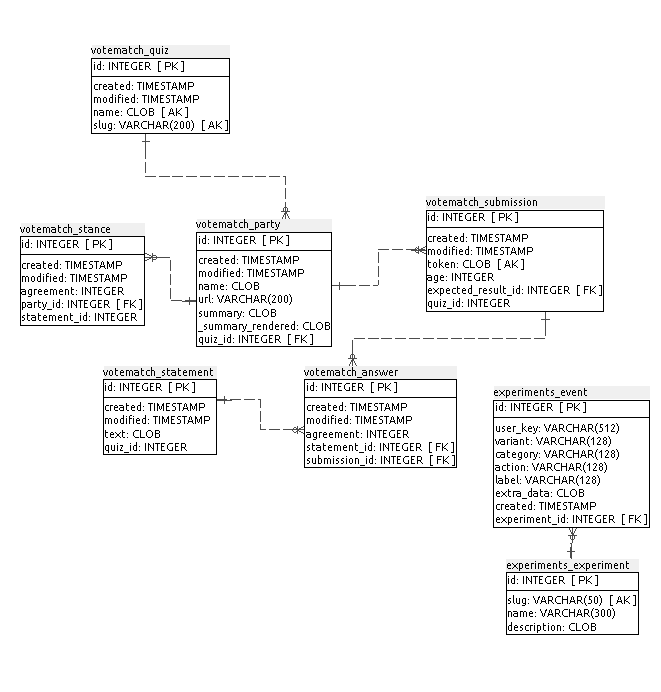 votematch_quiz
id: INTEGER [ PK ]
created: TIMESTAMP
modified: TIMESTAMP
name: CLOB [ AK ]
slug: VARCHAR(200) [ AK ]
votematch_stance
id: INTEGER [ PK ]
created: TIMESTAMP
modified: TIMESTAMP
agreement: INTEGER
party_id: INTEGER [ FK ]
statement_id: INTEGER
votematch_party
id: INTEGER [ PK ]
created: TIMESTAMP
modified: TIMESTAMP
name: CLOB
url: VARCHAR(200)
summary: CLOB
_summary_rendered: CLOB
quiz_id: INTEGER [ FK ]
votematch_submission
id: INTEGER [ PK ]
created: TIMESTAMP
modified: TIMESTAMP
token: CLOB [ AK ]
age: INTEGER
expected_result_id: INTEGER [ FK ]
quiz_id: INTEGER
votematch_statement
id: INTEGER [ PK ]
created: TIMESTAMP
modified: TIMESTAMP
text: CLOB
quiz_id: INTEGER
votematch_answer
id: INTEGER [ PK ]
created: TIMESTAMP
modified: TIMESTAMP
agreement: INTEGER
statement_id: INTEGER [ FK ]
submission_id: INTEGER [ FK ]
experiments_event
id: INTEGER [ PK ]
user_key: VARCHAR(512)
variant: VARCHAR(128)
category: VARCHAR(128)
action: VARCHAR(128)
label: VARCHAR(128)
extra_data: CLOB
created: TIMESTAMP
experiment_id: INTEGER [ FK ]
experiments_experiment
id: INTEGER [ PK ]
slug: VARCHAR(50) [ AK ]
name: VARCHAR(300)
description: CLOB